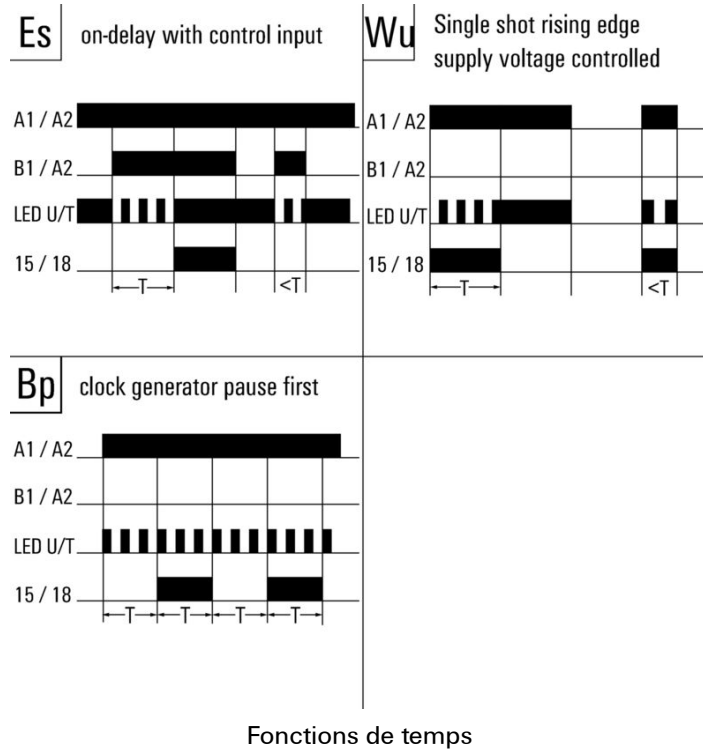 Es on-delay with control input
A1 / A2
B1 / A2
LED U/T
15 / 18
T
<T
Wu Single shot rising edge
supply voltage controlled
A1 / A2
B1 / A2
LED U/T
15 / 18
T
<T
Bp clock generator pause first
A1 / A2
B1 / A2
LED U/T
15 / 18
T T T T
Fonctions de temps